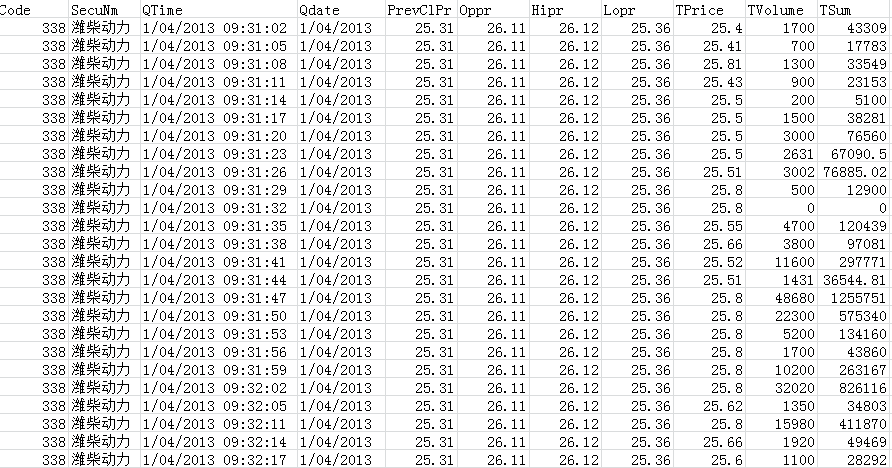 Code SecuNm QTime Qdate PrevClPr Oppr Hipr Lopr TPrice TVolume TSum
338 潍柴动力 1/04/2013 09:31:02 1/04/2013 25.31 26.11 26.12 25.36 25.4 1700 43309
338 潍柴动力 1/04/2013 09:31:05 1/04/2013 25.31 26.11 26.12 25.36 25.41 700 17783
338 潍柴动力 1/04/2013 09:31:08 1/04/2013 25.31 26.11 26.12 25.36 25.81 1300 33549
338 潍柴动力 1/04/2013 09:31:11 1/04/2013 25.31 26.11 26.12 25.36 25.43 900 23153
338 潍柴动力 1/04/2013 09:31:14 1/04/2013 25.31 26.11 26.12 25.36 25.5 200 5100
338 潍柴动力 1/04/2013 09:31:17 1/04/2013 25.31 26.11 26.12 25.36 25.5 1500 38281
338 潍柴动力 1/04/2013 09:31:20 1/04/2013 25.31 26.11 26.12 25.36 25.5 3000 76560
338 潍柴动力 1/04/2013 09:31:23 1/04/2013 25.31 26.11 26.12 25.36 25.5 2631 67090.5
338 潍柴动力 1/04/2013 09:31:26 1/04/2013 25.31 26.11 26.12 25.36 25.51 3002 76885.02
338 潍柴动力 1/04/2013 09:31:29 1/04/2013 25.31 26.11 26.12 25.36 25.8 500 12900
338 潍柴动力 1/04/2013 09:31:32 1/04/2013 25.31 26.11 26.12 25.36 25.8 0 0
338 潍柴动力 1/04/2013 09:31:35 1/04/2013 25.31 26.11 26.12 25.36 25.55 4700 120439
338 潍柴动力 1/04/2013 09:31:38 1/04/2013 25.31 26.11 26.12 25.36 25.66 3800 97081
338 潍柴动力 1/04/2013 09:31:41 1/04/2013 25.31 26.11 26.12 25.36 25.52 11600 297771
338 潍柴动力 1/04/2013 09:31:44 1/04/2013 25.31 26.11 26.12 25.36 25.51 1431 36544.81
338 潍柴动力 1/04/2013 09:31:47 1/04/2013 25.31 26.11 26.12 25.36 25.8 48680 1255751
338 潍柴动力 1/04/2013 09:31:50 1/04/2013 25.31 26.11 26.12 25.36 25.8 22300 575340
338 潍柴动力 1/04/2013 09:31:53 1/04/2013 25.31 26.11 26.12 25.36 25.8 5200 134160
338 潍柴动力 1/04/2013 09:31:56 1/04/2013 25.31 26.11 26.12 25.36 25.8 1700 43860
338 潍柴动力 1/04/2013 09:31:59 1/04/2013 25.31 26.11 26.12 25.36 25.8 10200 263167
338 潍柴动力 1/04/2013 09:32:02 1/04/2013 25.31 26.11 26.12 25.36 25.8 32020 826116
338 潍柴动力 1/04/2013 09:32:05 1/04/2013 25.31 26.11 26.12 25.36 25.62 1350 34803
338 潍柴动力 1/04/2013 09:32:11 1/04/2013 25.31 26.11 26.12 25.36 25.8 15980 411870
338 潍柴动力 1/04/2013 09:32:14 1/04/2013 25.31 26.11 26.12 25.36 25.66 1920 49469
338 潍柴动力 1/04/2013 09:32:17 1/04/2013 25.31 26.11 26.12 25.36 25.6 1100 28292